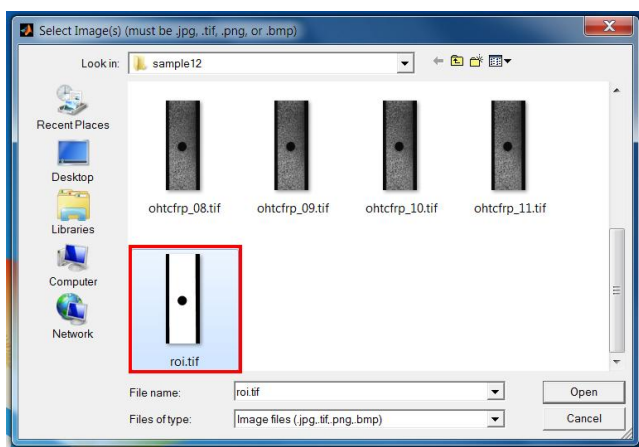 Select Image(s) (must be .jpg, .tif, .png, or .bmp)
Look in: sample12
Recent Places
Desktop
Libraries
Computer
Network
ohtcfrp_08.tif ohtcfrp_09.tif ohtcfrp_10.tif ohtcfrp_11.tif
roi.tif
File name: roi.tif Open
Files of type: Image files (.jpg,.tif,.png,.bmp) Cancel